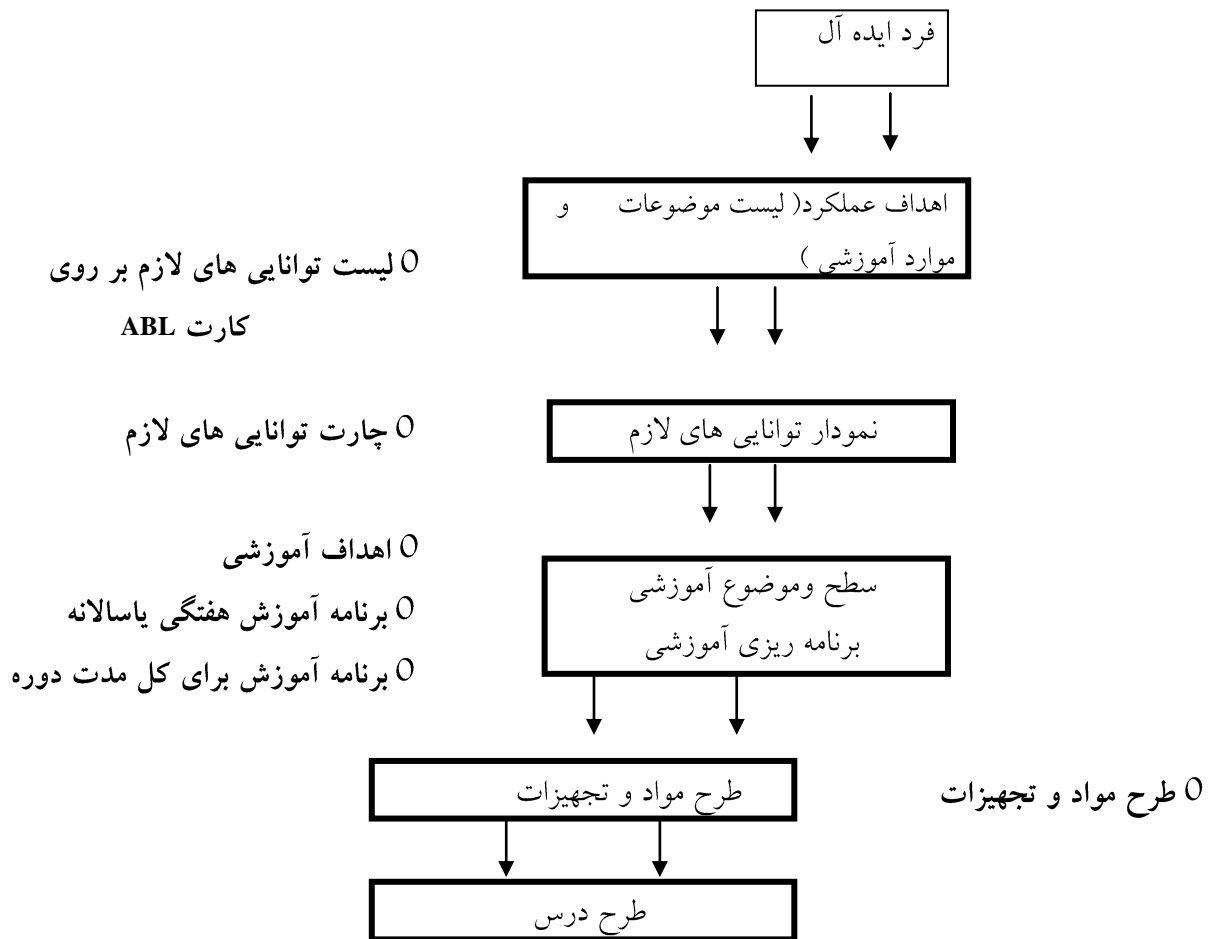 فرد ایده آل
اهداف عملکرد( لیست موضوعات و
موارد آموزشی )
O لیست توانایی های لازم بر روی
کارت ABL
نمودار توانایی های لازم
O چارت توانایی های لازم
سطح وموضوع آموزشی
برنامه ریزی آموزشی
O اهداف آموزشی
O برنامه آموزش هفتگی یاسالانه
O برنامه آموزش برای کل مدت دوره
طرح مواد و تجهیزات
O طرح مواد و تجهیزات
طرح درس